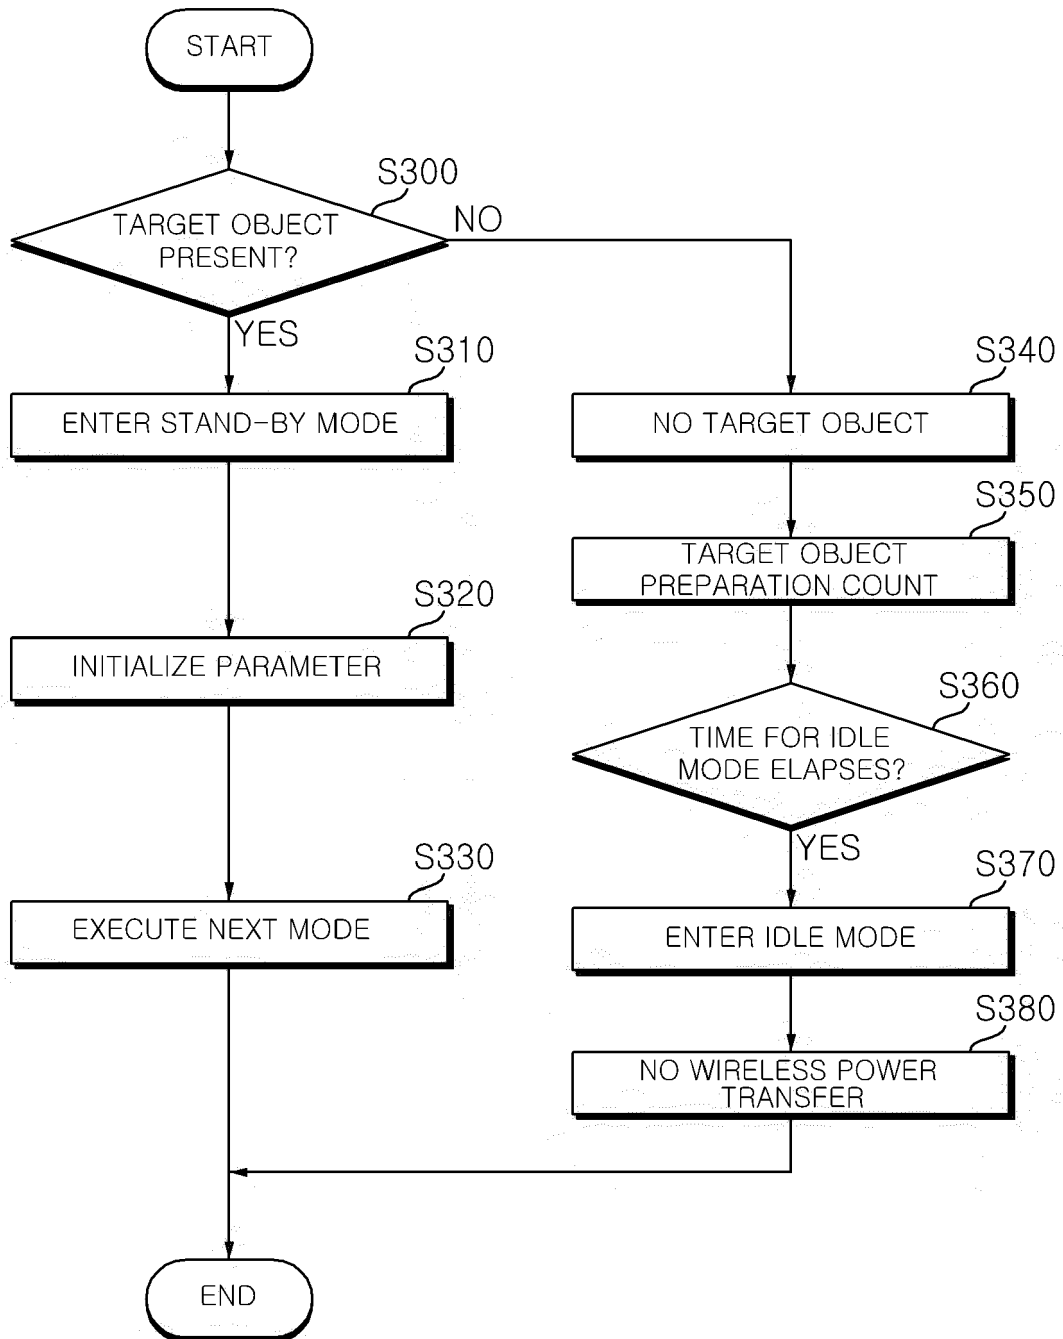 START
S300
TARGET OBJECT
PRESENT?
NO
YES
S310
ENTER STAND-BY MODE
S320
INITIALIZE PARAMETER
S330
EXECUTE NEXT MODE
S340
NO TARGET OBJECT
S350
TARGET OBJECT
PREPARATION COUNT
S360
TIME FOR IDLE
MODE ELAPSES?
YES
S370
ENTER IDLE MODE
S380
NO WIRELESS POWER
TRANSFER
END